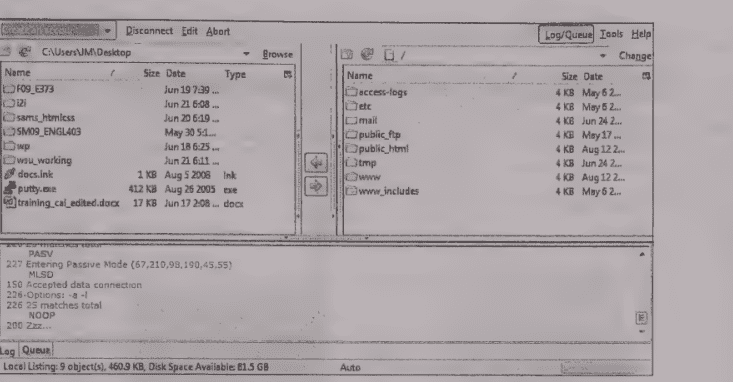 Disconnect Edit Abort
Log/Queue Tools Help
C:\Users\JM\Desktop Browse
/ Change
Name / Size Date Type
F09_E373 Jun 19 7:39 ...
i2i Jun 21 6:08 ...
sams_htmlcss Jun 20 6:19 ...
SM09_ENGL403 May 30 5:1...
wp Jun 18 6:25 ...
wsu_working Jun 21 6:11 ...
docs.lnk 1 KB Aug 5 2008 lnk
putty.exe 412 KB Aug 26 2005 exe
training_cal_edited.docx 17 KB Jun 17 2:08 ... docx
Name / Size Date
access-logs 4 KB May 6 2...
etc 4 KB May 6 2...
mail 4 KB Jun 24 2...
public_ftp 4 KB May 17 ...
public_html 4 KB Aug 12 2...
tmp 4 KB Jun 24 2...
www 4 KB Aug 12 2...
www_includes 4 KB May 6 2...
226 25 matches total
PASV
227 Entering Passive Mode (67,210,98,190,45,55)
MLSD
150 Accepted data connection
226-Options: -a -l
226 25 matches total
NOOP
200 Zzz...
Log Queue
Local Listing: 9 object(s), 460.9 KB, Disk Space Available: 81.5 GB Auto